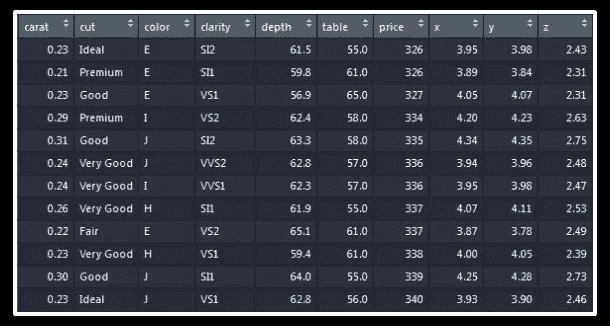 carat cut color clarity depth table price x y z
0.23 Ideal E SI2 61.5 55.0 326 3.95 3.98 2.43
0.21 Premium E SI1 59.8 61.0 326 3.89 3.84 2.31
0.23 Good E VS1 56.9 65.0 327 4.05 4.07 2.31
0.29 Premium I VS2 62.4 58.0 334 4.20 4.23 2.63
0.31 Good J SI2 63.3 58.0 335 4.34 4.35 2.75
0.24 Very Good J VVS2 62.8 57.0 336 3.94 3.96 2.48
0.24 Very Good I VVS1 62.3 57.0 336 3.95 3.98 2.47
0.26 Very Good H SI1 61.9 55.0 337 4.07 4.11 2.53
0.22 Fair E VS2 65.1 61.0 337 3.87 3.78 2.49
0.23 Very Good H VS1 59.4 61.0 338 4.00 4.05 2.39
0.30 Good J SI1 64.0 55.0 339 4.25 4.28 2.73
0.23 Ideal J VS1 62.8 56.0 340 3.93 3.90 2.46